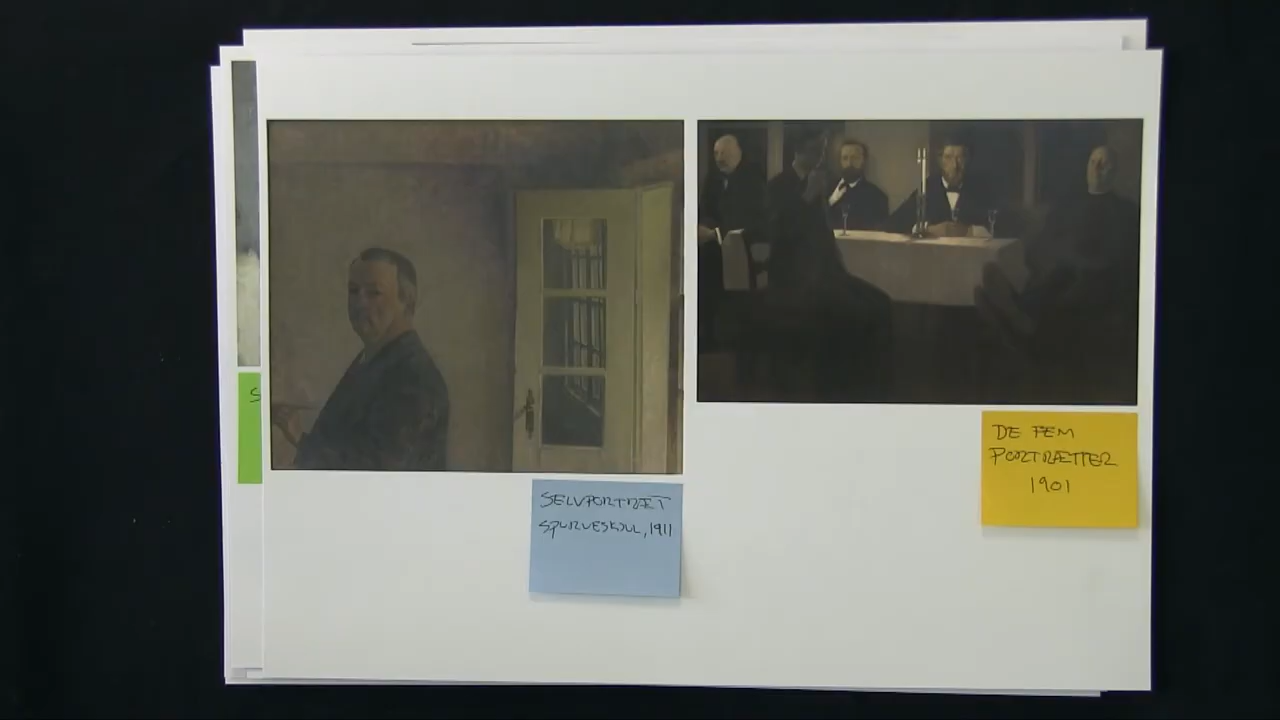 S
SELVPORTRÆT
SPURVESKJUL, 1911
DE FEM
PORTRÆTTER
1901